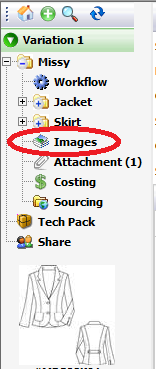 Variation 1
Missy
Workflow
Jacket
Skirt
Images
Attachment (1)
Costing
Sourcing
Tech Pack
Share